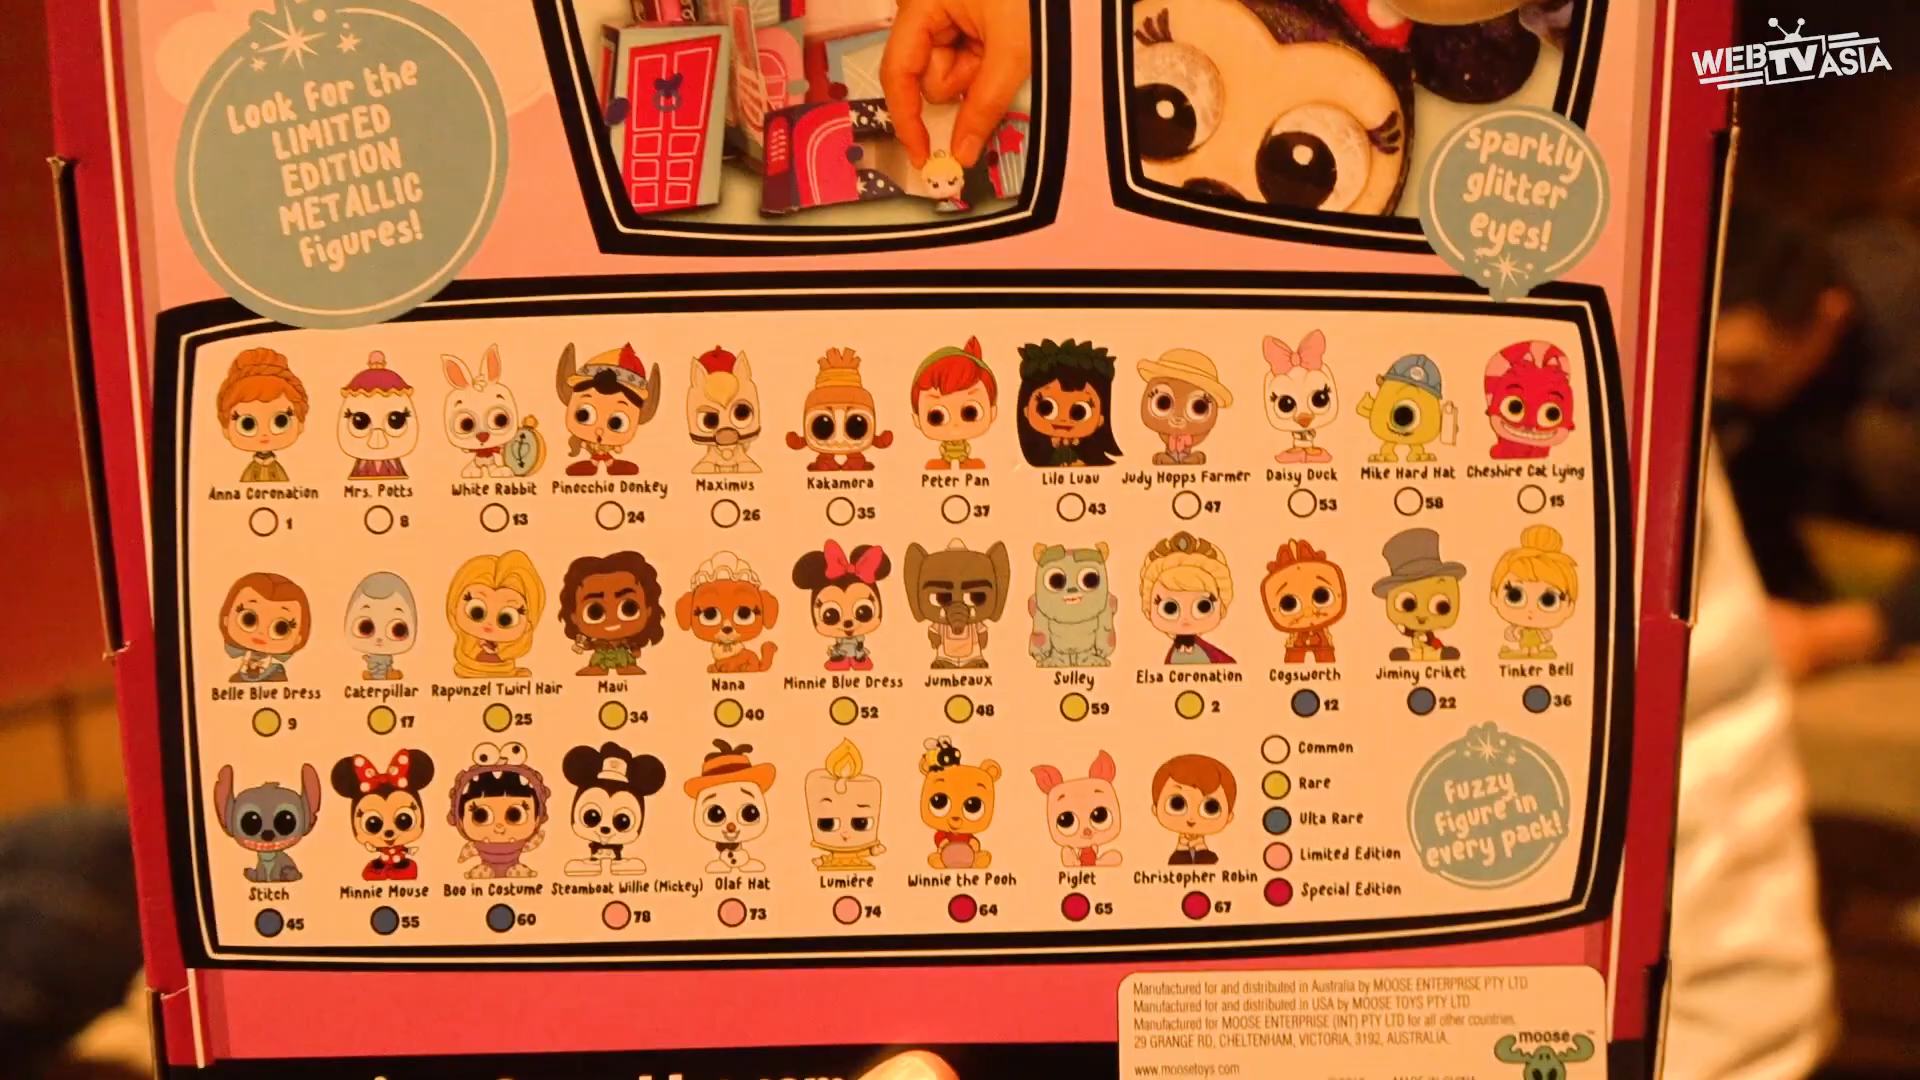 WEBTVASIA
Look for the
LIMITED
EDITION
METALLIC
figures!
sparkly
glitter
eyes!
Anna Coronation
1
Mrs. Potts
8
White Rabbit
13
Pinocchio Donkey
24
Maximus
26
Kakamora
35
Peter Pan
37
Lilo Luau
43
Judy Hopps Farmer
47
Daisy Duck
53
Mike Hard Hat
58
Cheshire Cat Lying
15
Belle Blue Dress
9
Caterpillar
17
Rapunzel Twirl Hair
25
Maui
34
Nana
40
Minnie Blue Dress
52
Jumbeaux
48
Sulley
59
Elsa Coronation
2
Cogsworth
12
Jiminy Criket
22
Tinker Bell
36
Stitch
45
Minnie Mouse
55
Boo in Costume
60
Steamboat Willie (Mickey)
78
Olaf Hat
73
Lumière
74
Winnie the Pooh
64
Piglet
65
Christopher Robin
67
Common
Rare
Ulta Rare
Limited Edition
Special Edition
fuzzy
figure in
every pack!
Manufactured for and distributed in Australia by MOOSE ENTERPRISE PTY LTD
Manufactured for and distributed in USA by MOOSE TOYS PTY LTD
Manufactured for MOOSE ENTERPRISE (INT) PTY LTD for all other countries.
29 GRANGE RD, CHELTENHAM, VICTORIA, 3192, AUSTRALIA.
www.moosetoys.com
moose